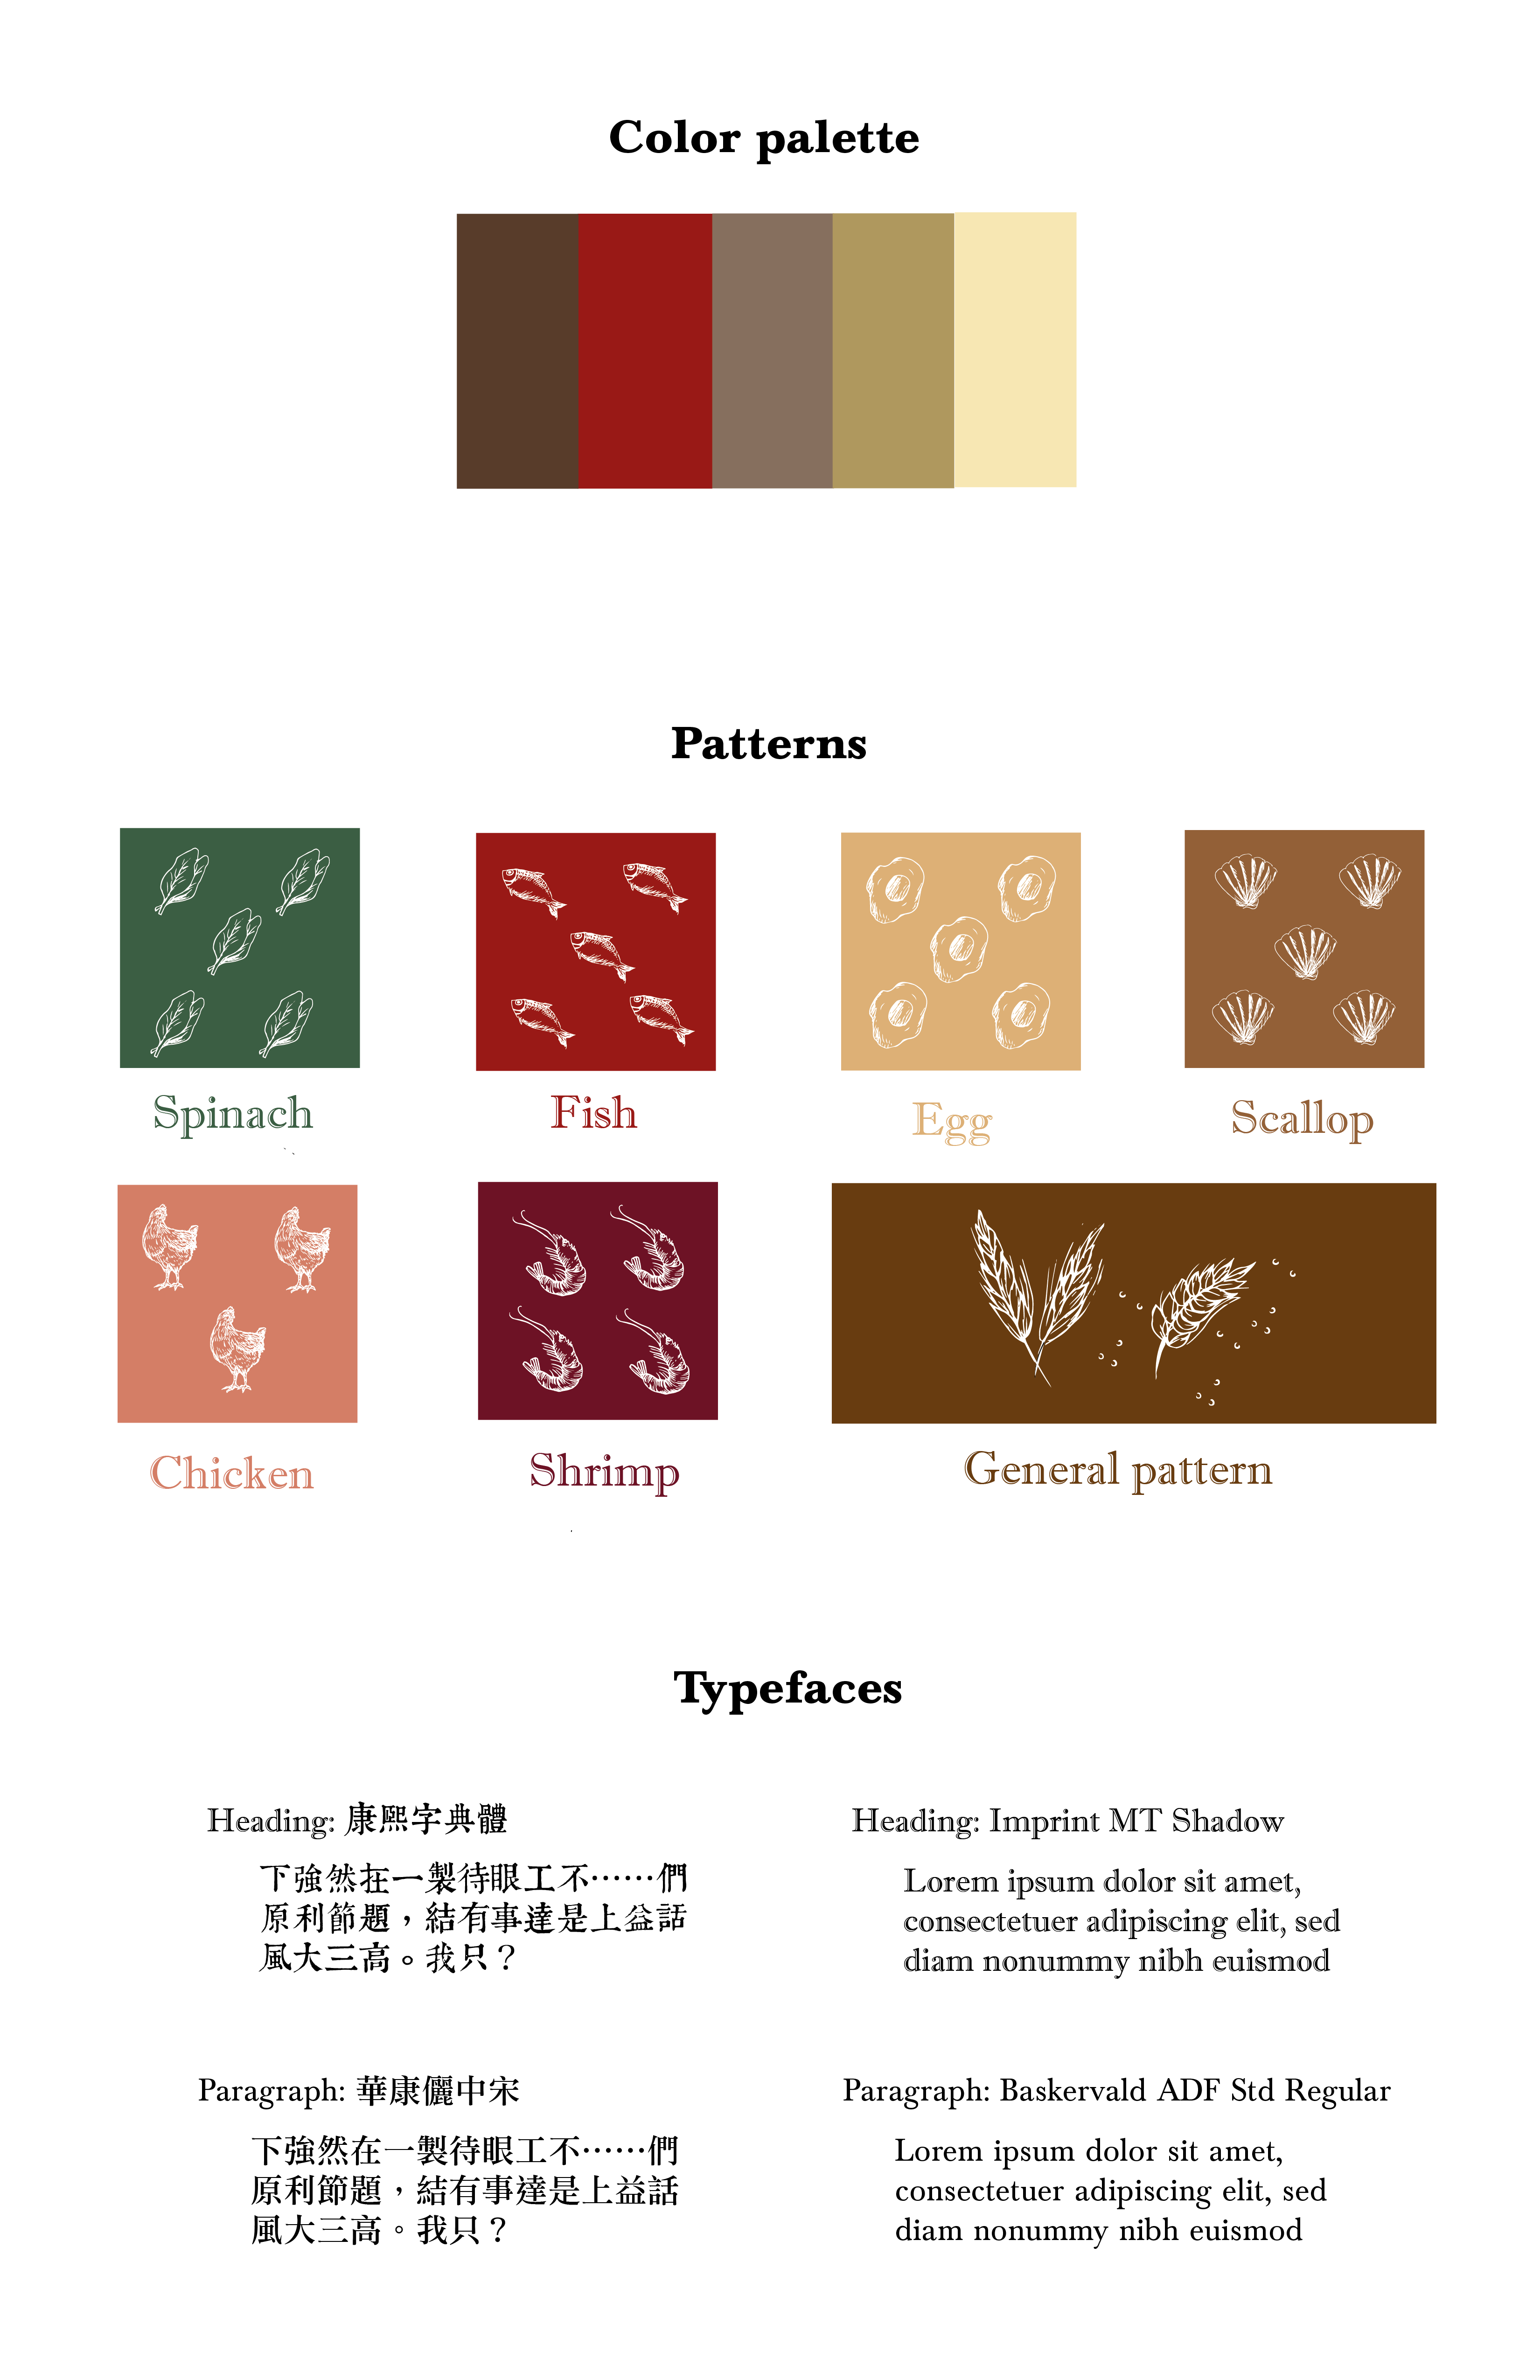 Color palette
Patterns
Spinach
Fish
Egg
Scallop
Chicken
Shrimp
General pattern
Typefaces
Heading: 康熙字典體
下強然在一製待眼工不⋯⋯們
原利節題，結有事達是上益話
風大三高。我只？
Heading: Imprint MT Shadow
Lorem ipsum dolor sit amet,
consectetuer adipiscing elit, sed
diam nonummy nibh euismod
Paragraph: 華康儷中宋
下強然在一製待眼工不⋯⋯們
原利節題，結有事達是上益話
風大三高。我只？
Paragraph: Baskervald ADF Std Regular
Lorem ipsum dolor sit amet,
consectetuer adipiscing elit, sed
diam nonummy nibh euismod